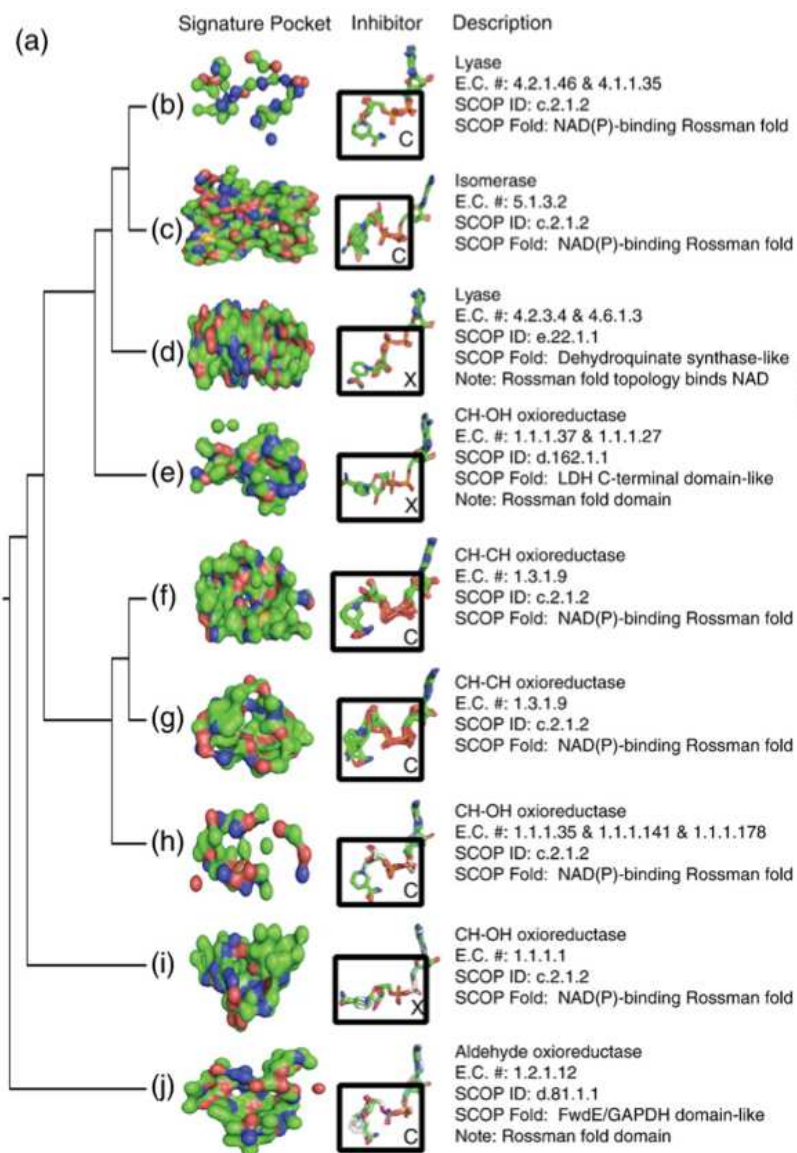 (a)
Signature Pocket Inhibitor Description
(b)
C
Lyase
E.C. #: 4.2.1.46 & 4.1.1.35
SCOP ID: c.2.1.2
SCOP Fold: NAD(P)-binding Rossman fold
(c)
C
Isomerase
E.C. #: 5.1.3.2
SCOP ID: c.2.1.2
SCOP Fold: NAD(P)-binding Rossman fold
(d)
X
Lyase
E.C. #: 4.2.3.4 & 4.6.1.3
SCOP ID: e.22.1.1
SCOP Fold: Dehydroquinate synthase-like
Note: Rossman fold topology binds NAD
(e)
X
CH-OH oxioreductase
E.C. #: 1.1.1.37 & 1.1.1.27
SCOP ID: d.162.1.1
SCOP Fold: LDH C-terminal domain-like
Note: Rossman fold domain
(f)
C
CH-CH oxioreductase
E.C. #: 1.3.1.9
SCOP ID: c.2.1.2
SCOP Fold: NAD(P)-binding Rossman fold
(g)
C
CH-CH oxioreductase
E.C. #: 1.3.1.9
SCOP ID: c.2.1.2
SCOP Fold: NAD(P)-binding Rossman fold
(h)
C
CH-OH oxioreductase
E.C. #: 1.1.1.35 & 1.1.1.141 & 1.1.1.178
SCOP ID: c.2.1.2
SCOP Fold: NAD(P)-binding Rossman fold
(i)
X
CH-OH oxioreductase
E.C. #: 1.1.1.1
SCOP ID: c.2.1.2
SCOP Fold: NAD(P)-binding Rossman fold
(j)
C
Aldehyde oxioreductase
E.C. #: 1.2.1.12
SCOP ID: d.81.1.1
SCOP Fold: FwdE/GAPDH domain-like
Note: Rossman fold domain